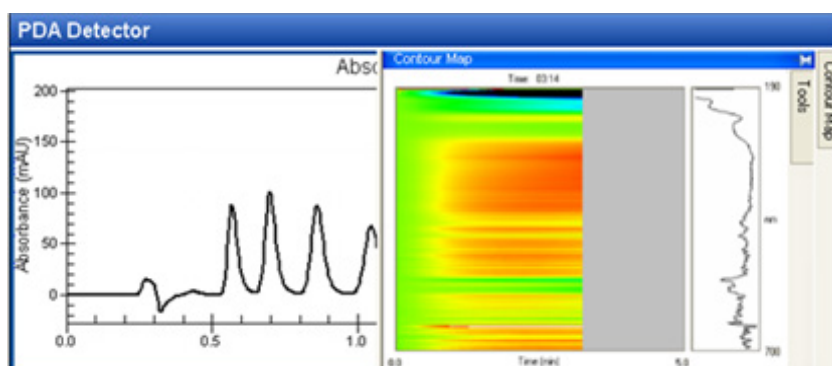 PDA Detector
Abso
Absorbance (mAU)
200
150
100
50
0
0.0
0.5
1.0
Contour Map
Time: 03:14
0.0
Time (min)
5.0
190
nm
700
Tools
Contour Map